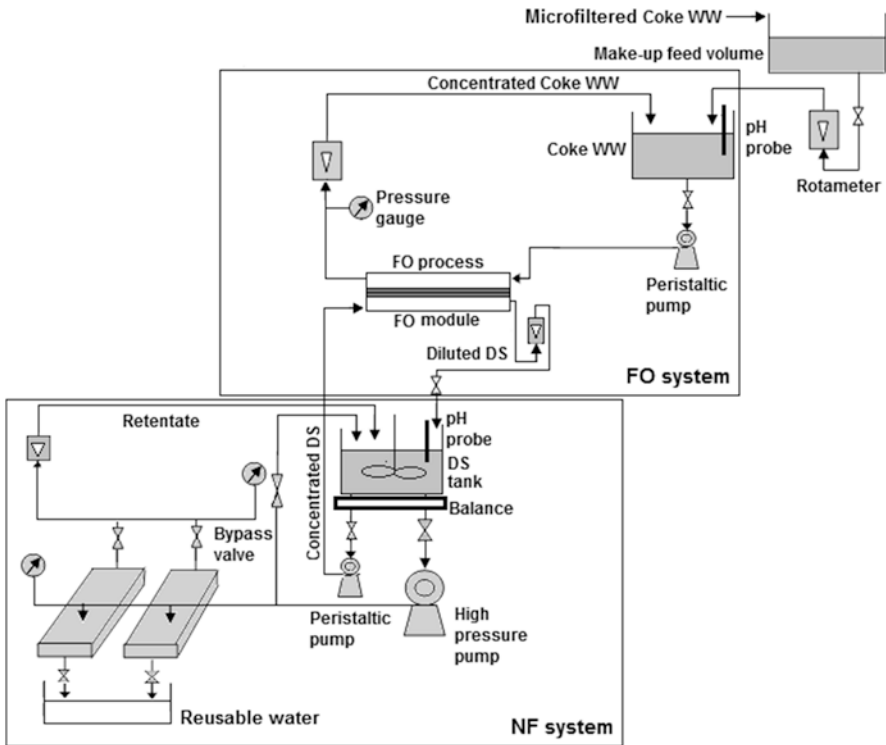 Microfiltered Coke WW
Make-up feed volume
Concentrated Coke WW
Coke WW
pH
probe
Rotameter
Pressure
gauge
Peristaltic
pump
FO process
FO module
Diluted DS
FO system
Retentate
Concentrated DS
pH
probe
DS
tank
Balance
Bypass
valve
Peristaltic
pump
High
pressure
pump
Reusable water
NF system